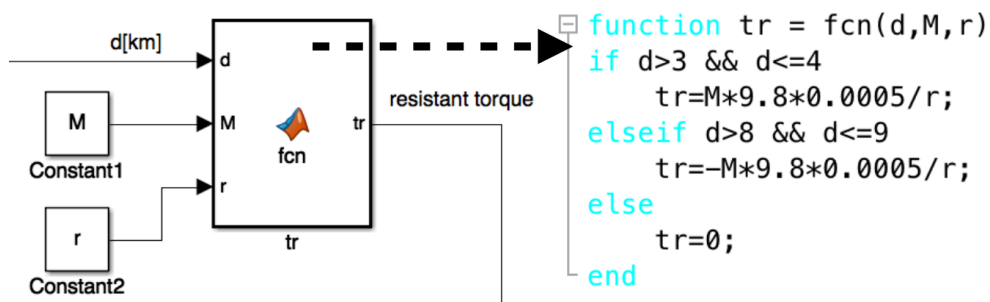 d[km]
d
M
Constant1
M
r
Constant2
r
fcn
tr
tr
resistant torque
function tr = fcn(d,M,r)
if d>3 && d<=4
tr=M*9.8*0.0005/r;
elseif d>8 && d<=9
tr=-M*9.8*0.0005/r;
else
tr=0;
end